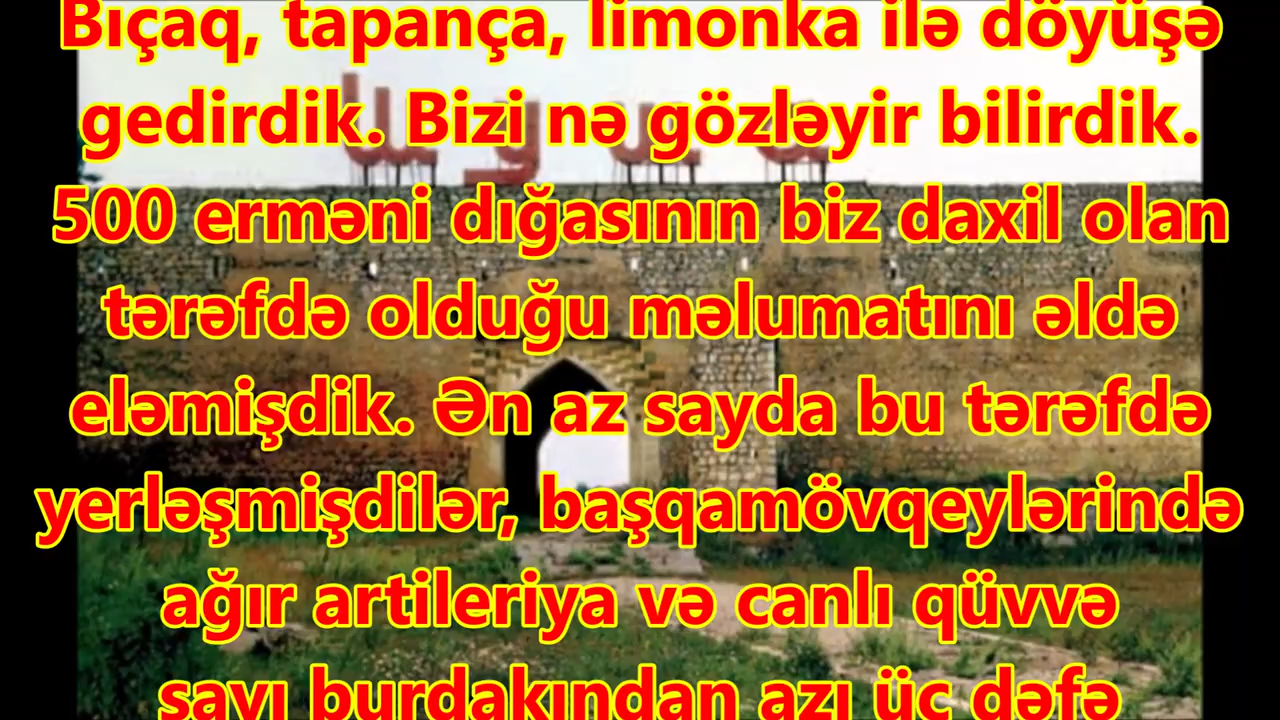 Bıçaq, tapança, limonka ilə döyüşə
gedirdik. Bizi nə gözləyir bilirdik.
500 erməni dığasının biz daxil olan
tərəfdə olduğu məlumatını əldə
eləmişdik. Ən az sayda bu tərəfdə
yerləşmişdilər, başqamövqeylərində
ağır artileriya və canlı qüvvə
sayı burdakından azı üç dəfə